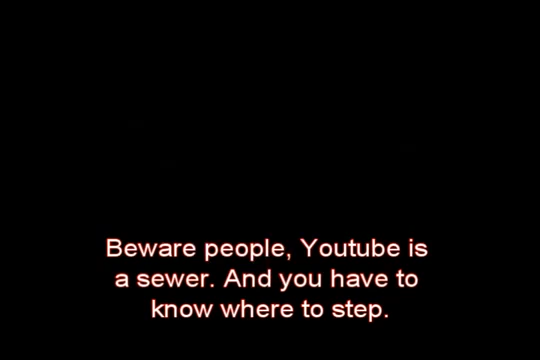 Beware people, Youtube is
a sewer. And you have to
know where to step.